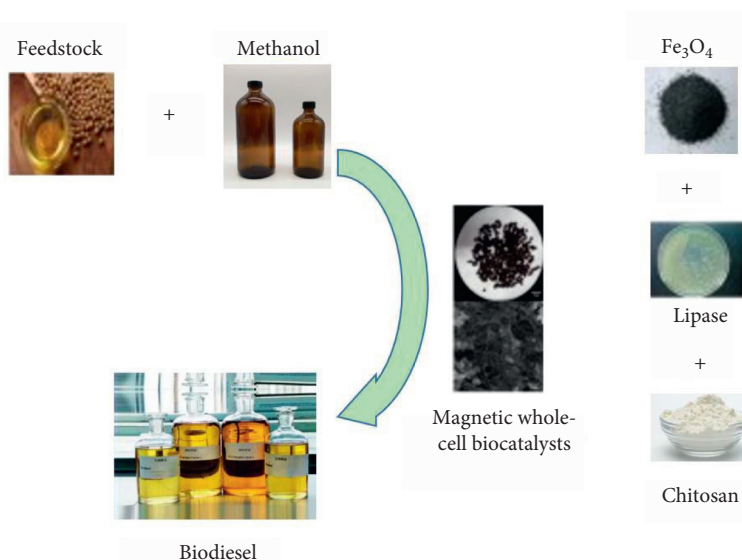 Feedstock
+
Methanol
Fe₃O₄
+
Lipase
+
Chitosan
Magnetic whole-
cell biocatalysts
Biodiesel